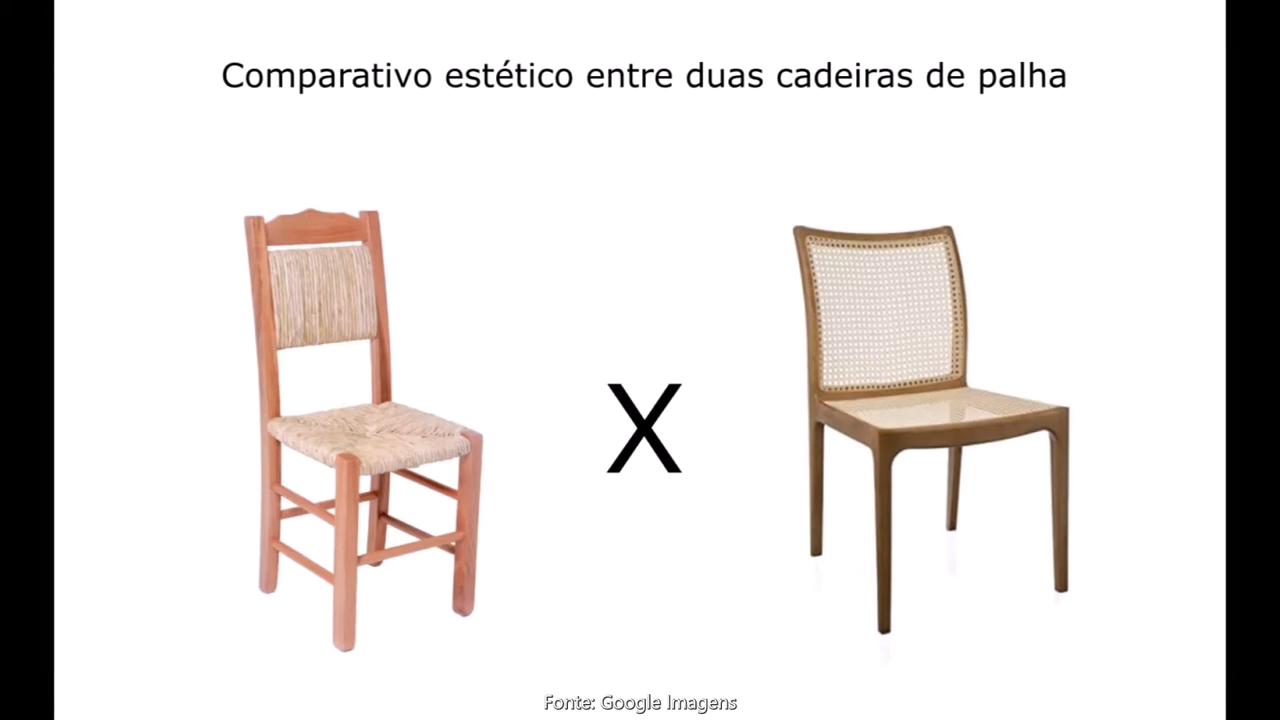 Comparativo estético entre duas cadeiras de palha
X
Fonte: Google Imagens